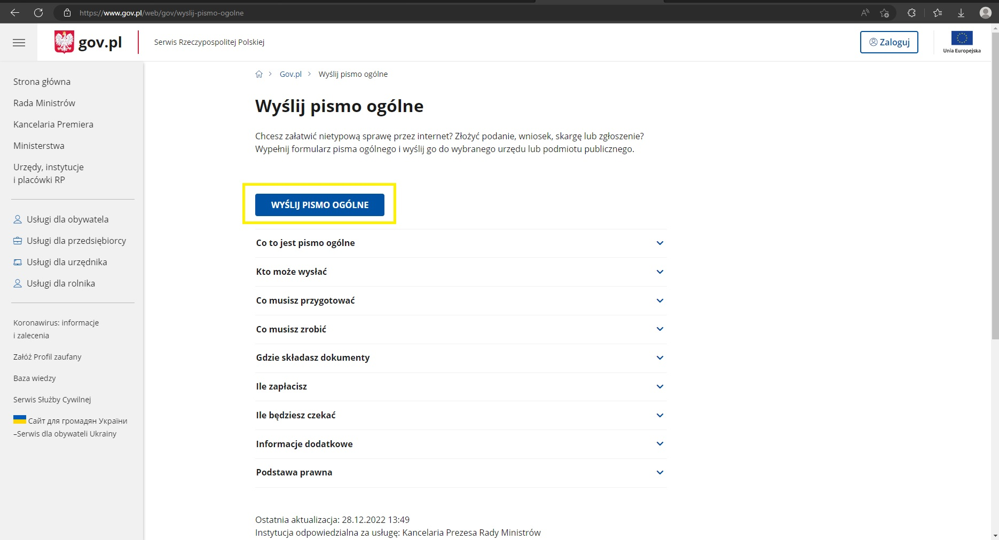 https://www.gov.pl/web/gov/wyslij-pismo-ogolne
gov.pl
Serwis Rzeczypospolitej Polskiej
Zaloguj
Unia Europejska
Strona główna
Rada Ministrów
Kancelaria Premiera
Ministerstwa
Urzędy, instytucje
i placówki RP
Usługi dla obywatela
Usługi dla przedsiębiorcy
Usługi dla urzędnika
Usługi dla rolnika
Koronawirus: informacje
i zalecenia
Załóż Profil zaufany
Baza wiedzy
Serwis Służby Cywilnej
Сайт для громадян України
–Serwis dla obywateli Ukrainy
Gov.pl
Wyślij pismo ogólne
Wyślij pismo ogólne
Chcesz załatwić nietypową sprawę przez internet? Złożyć podanie, wniosek, skargę lub zgłoszenie?
Wypełnij formularz pisma ogólnego i wyślij go do wybranego urzędu lub podmiotu publicznego.
WYŚLIJ PISMO OGÓLNE
Co to jest pismo ogólne
Kto może wysłać
Co musisz przygotować
Co musisz zrobić
Gdzie składasz dokumenty
Ile zapłacisz
Ile będziesz czekać
Informacje dodatkowe
Podstawa prawna
Ostatnia aktualizacja: 28.12.2022 13:49
Instytucja odpowiedzialna za usługę: Kancelaria Prezesa Rady Ministrów